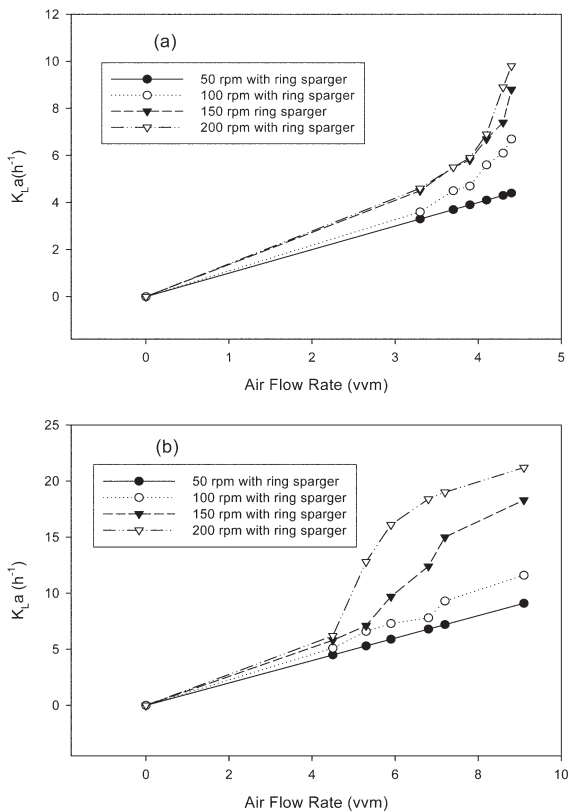 (a)
50 rpm with ring sparger
100 rpm with ring sparger
150 rpm ring sparger
200 rpm with ring sparger
K_La(h^-1)
12
10
8
6
4
2
0
0 1 2 3 4 5
Air Flow Rate (vvm)
(b)
50 rpm with ring sparger
100 rpm with ring sparger
150 rpm with ring sparger
200 rpm with ring sparger
K_La (h^-1)
25
20
15
10
5
0
0 2 4 6 8 10
Air Flow Rate (vvm)